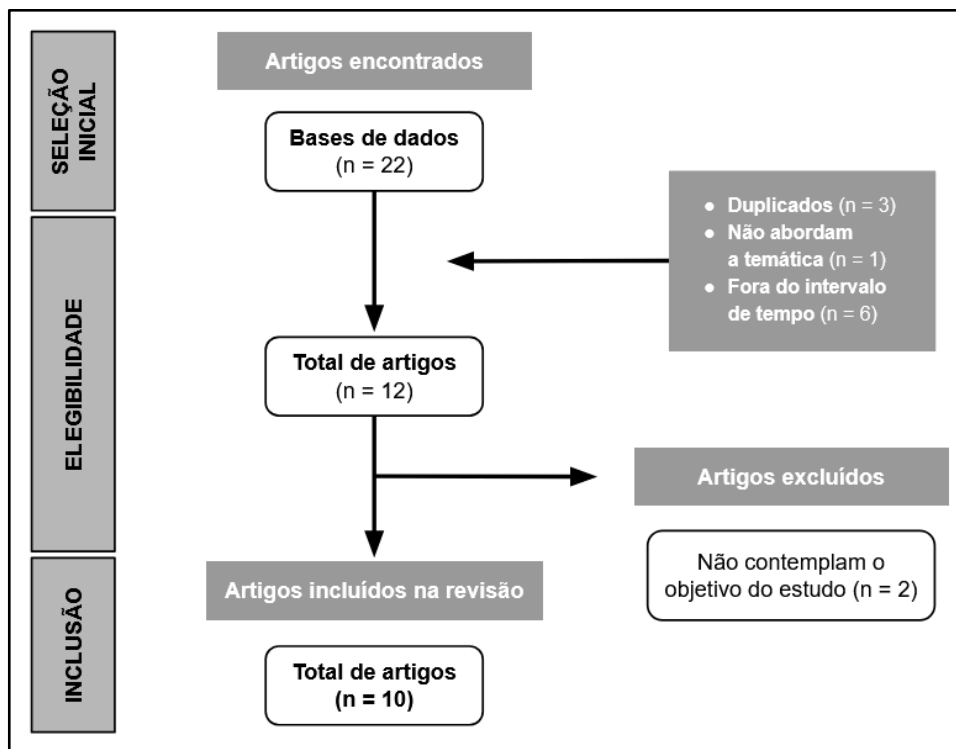 SELEÇÃO
INICIAL
Artigos encontrados
Bases de dados
(n = 22)
● Duplicados (n = 3)
● Não abordam
a temática (n = 1)
● Fora do intervalo
de tempo (n = 6)
ELEGIBILIDADE
Total de artigos
(n = 12)
Artigos excluídos
Não contemplam o
objetivo do estudo (n = 2)
INCLUSÃO
Artigos incluídos na revisão
Total de artigos
(n = 10)